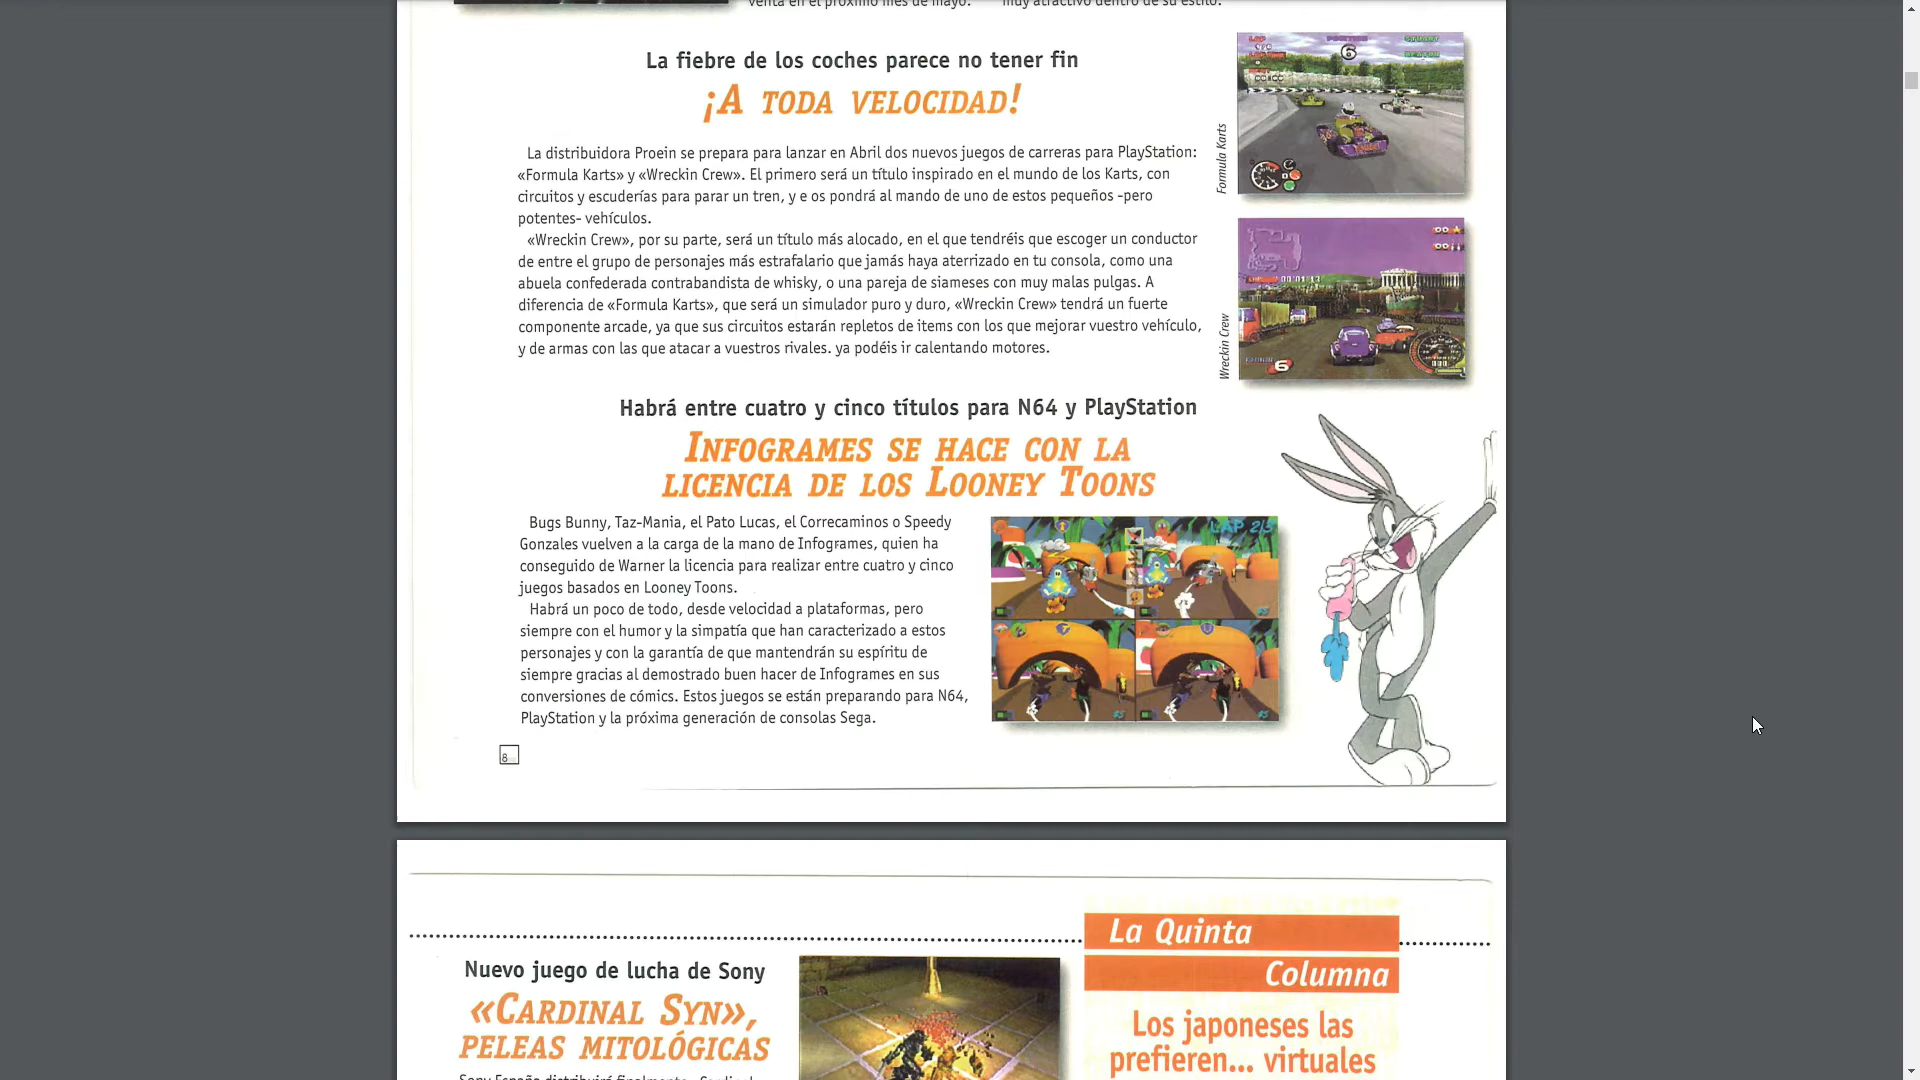 venta en el próximo mes de mayo.
muy atractivo dentro de su estilo.
La fiebre de los coches parece no tener fin
¡A TODA VELOCIDAD!
La distribuidora Proein se prepara para lanzar en Abril dos nuevos juegos de carreras para PlayStation:
«Formula Karts» y «Wreckin Crew». El primero será un título inspirado en el mundo de los Karts, con
circuitos y escuderías para parar un tren, y e os pondrá al mando de uno de estos pequeños -pero
potentes- vehículos.
«Wreckin Crew», por su parte, será un título más alocado, en el que tendréis que escoger un conductor
de entre el grupo de personajes más estrafalario que jamás haya aterrizado en tu consola, como una
abuela confederada contrabandista de whisky, o una pareja de siameses con muy malas pulgas. A
diferencia de «Formula Karts», que será un simulador puro y duro, «Wreckin Crew» tendrá un fuerte
componente arcade, ya que sus circuitos estarán repletos de items con los que mejorar vuestro vehículo,
y de armas con las que atacar a vuestros rivales. ya podéis ir calentando motores.
Formula Karts
6
Wreckin Crew
6
Habrá entre cuatro y cinco títulos para N64 y PlayStation
INFOGRAMES SE HACE CON LA
LICENCIA DE LOS LOONEY TOONS
Bugs Bunny, Taz-Mania, el Pato Lucas, el Correcaminos o Speedy
Gonzales vuelven a la carga de la mano de Infogrames, quien ha
conseguido de Warner la licencia para realizar entre cuatro y cinco
juegos basados en Looney Toons.
Habrá un poco de todo, desde velocidad a plataformas, pero
siempre con el humor y la simpatía que han caracterizado a estos
personajes y con la garantía de que mantendrán su espíritu de
siempre gracias al demostrado buen hacer de Infogrames en sus
conversiones de cómics. Estos juegos se están preparando para N64,
PlayStation y la próxima generación de consolas Sega.
LAP 2/3
8
La Quinta
Columna
Los japoneses las
prefieren... virtuales
Nuevo juego de lucha de Sony
«CARDINAL SYN»,
PELEAS MITOLÓGICAS
Sony España distribuirá finalmente «Cardinal